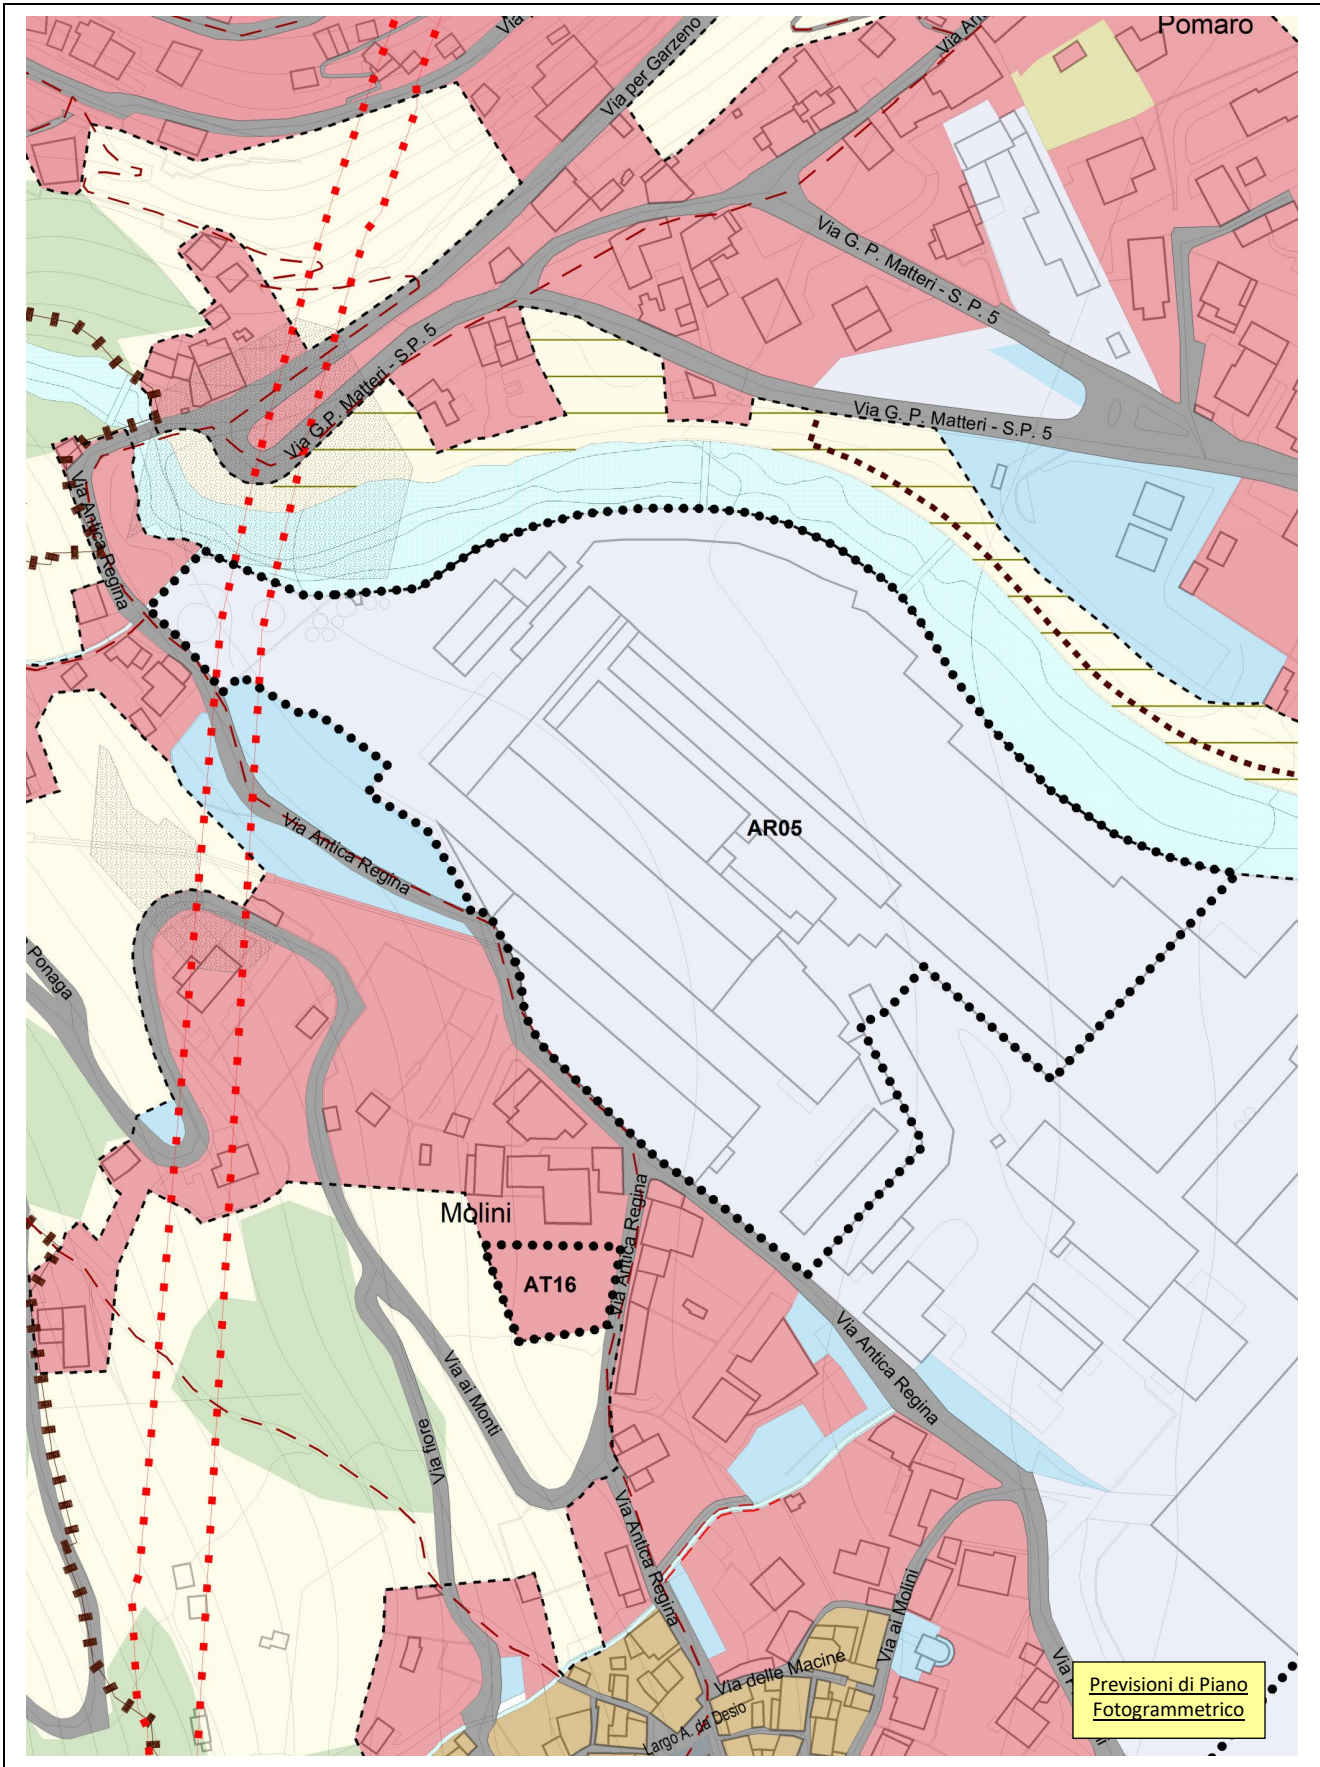 Pomaro
Via per Garzeno
Via G. P. Matteri - S. P. 5
Via G.P. Matteri - S.P. 5
Via G. P. Matteri - S.P. 5
Via Antica Regina
Via Antica Regina
AR05
Ponaga
Molini
Via Antica Regina
AT16
Via Antica Regina
Via ai Monti
Via fiore
Via Antica Regina
Via ai Molini
Via delle Macine
Largo A. da Desio
Previsioni di Piano
Fotogrammetrico